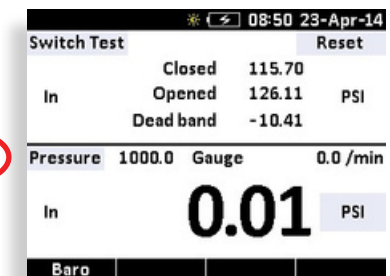 08:50 23-Apr-14
Switch Test Reset
Closed 115.70
In Opened 126.11 PSI
Dead band -10.41
Pressure 1000.0 Gauge 0.0 /min
In 0.01 PSI
Baro